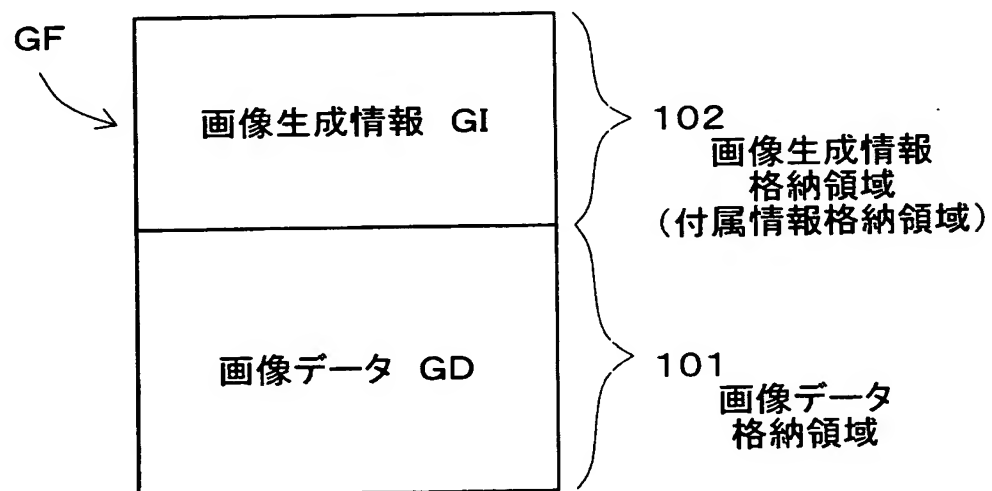 GF
画像生成情報 GI
102
画像生成情報
格納領域
(付属情報格納領域)
画像データ GD
101
画像データ
格納領域